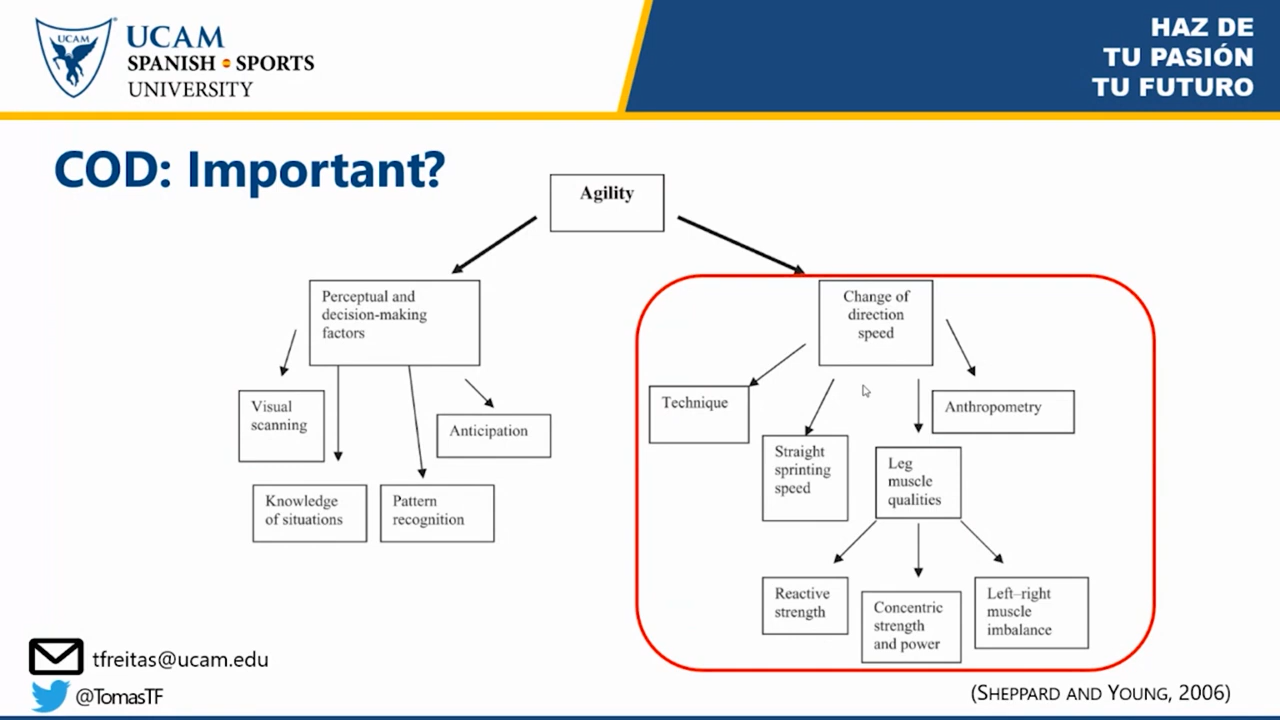 UCAM
UCAM
SPANISH SPORTS
UNIVERSITY
HAZ DE
TU PASIÓN
TU FUTURO
COD: Important?
Agility
Perceptual and
decision-making
factors
Change of
direction
speed
Visual
scanning
Anticipation
Knowledge
of situations
Pattern
recognition
Technique
Anthropometry
Straight
sprinting
speed
Leg
muscle
qualities
Reactive
strength
Concentric
strength
and power
Left–right
muscle
imbalance
tfreitas@ucam.edu
@TomasTF
(SHEPPARD AND YOUNG, 2006)